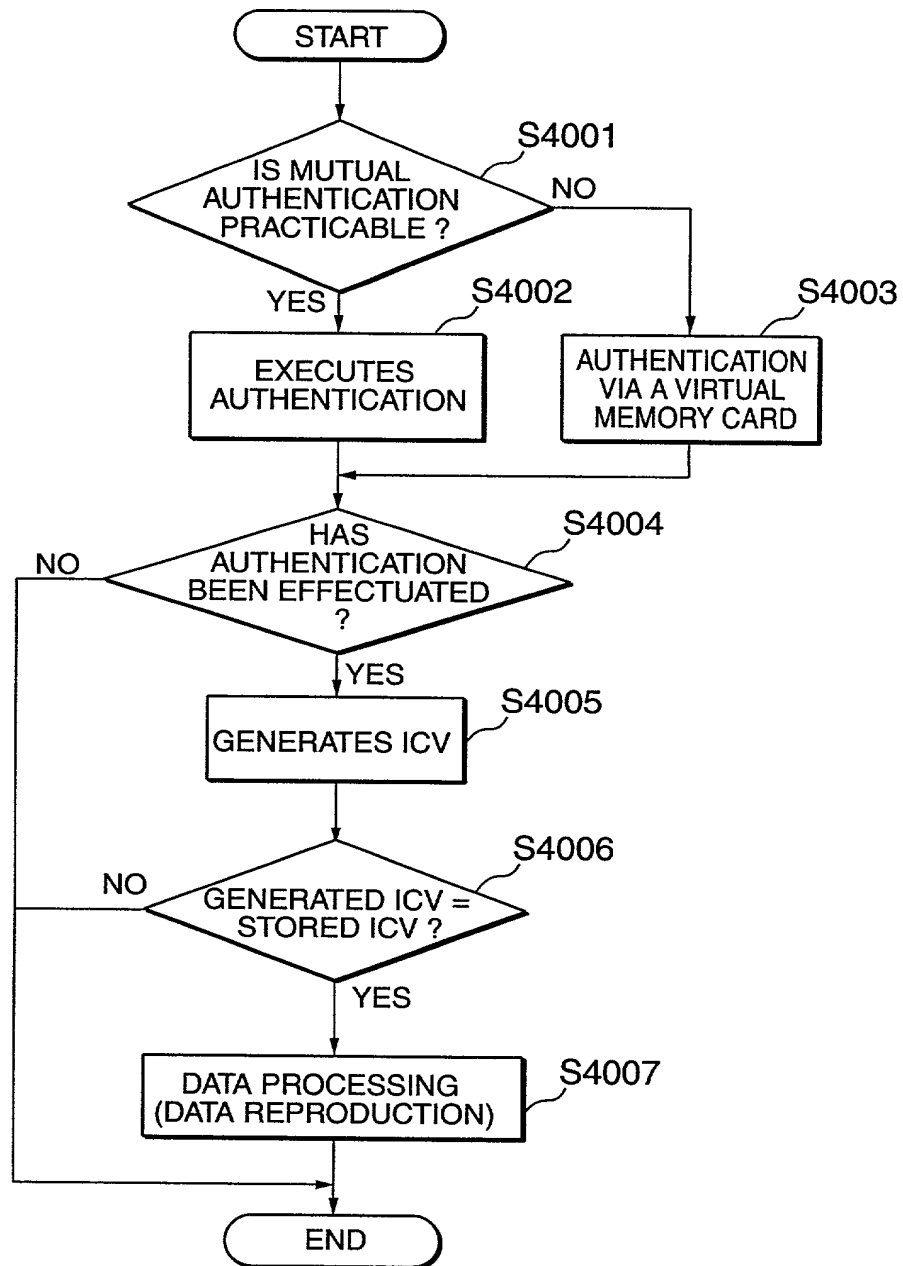 START
S4001
IS MUTUAL
AUTHENTICATION
PRACTICABLE ?
NO
YES
S4002
S4003
EXECUTES
AUTHENTICATION
AUTHENTICATION
VIA A VIRTUAL
MEMORY CARD
S4004
HAS
AUTHENTICATION
BEEN EFFECTUATED
?
NO
YES
S4005
GENERATES ICV
S4006
NO
GENERATED ICV =
STORED ICV ?
YES
S4007
DATA PROCESSING
(DATA REPRODUCTION)
END